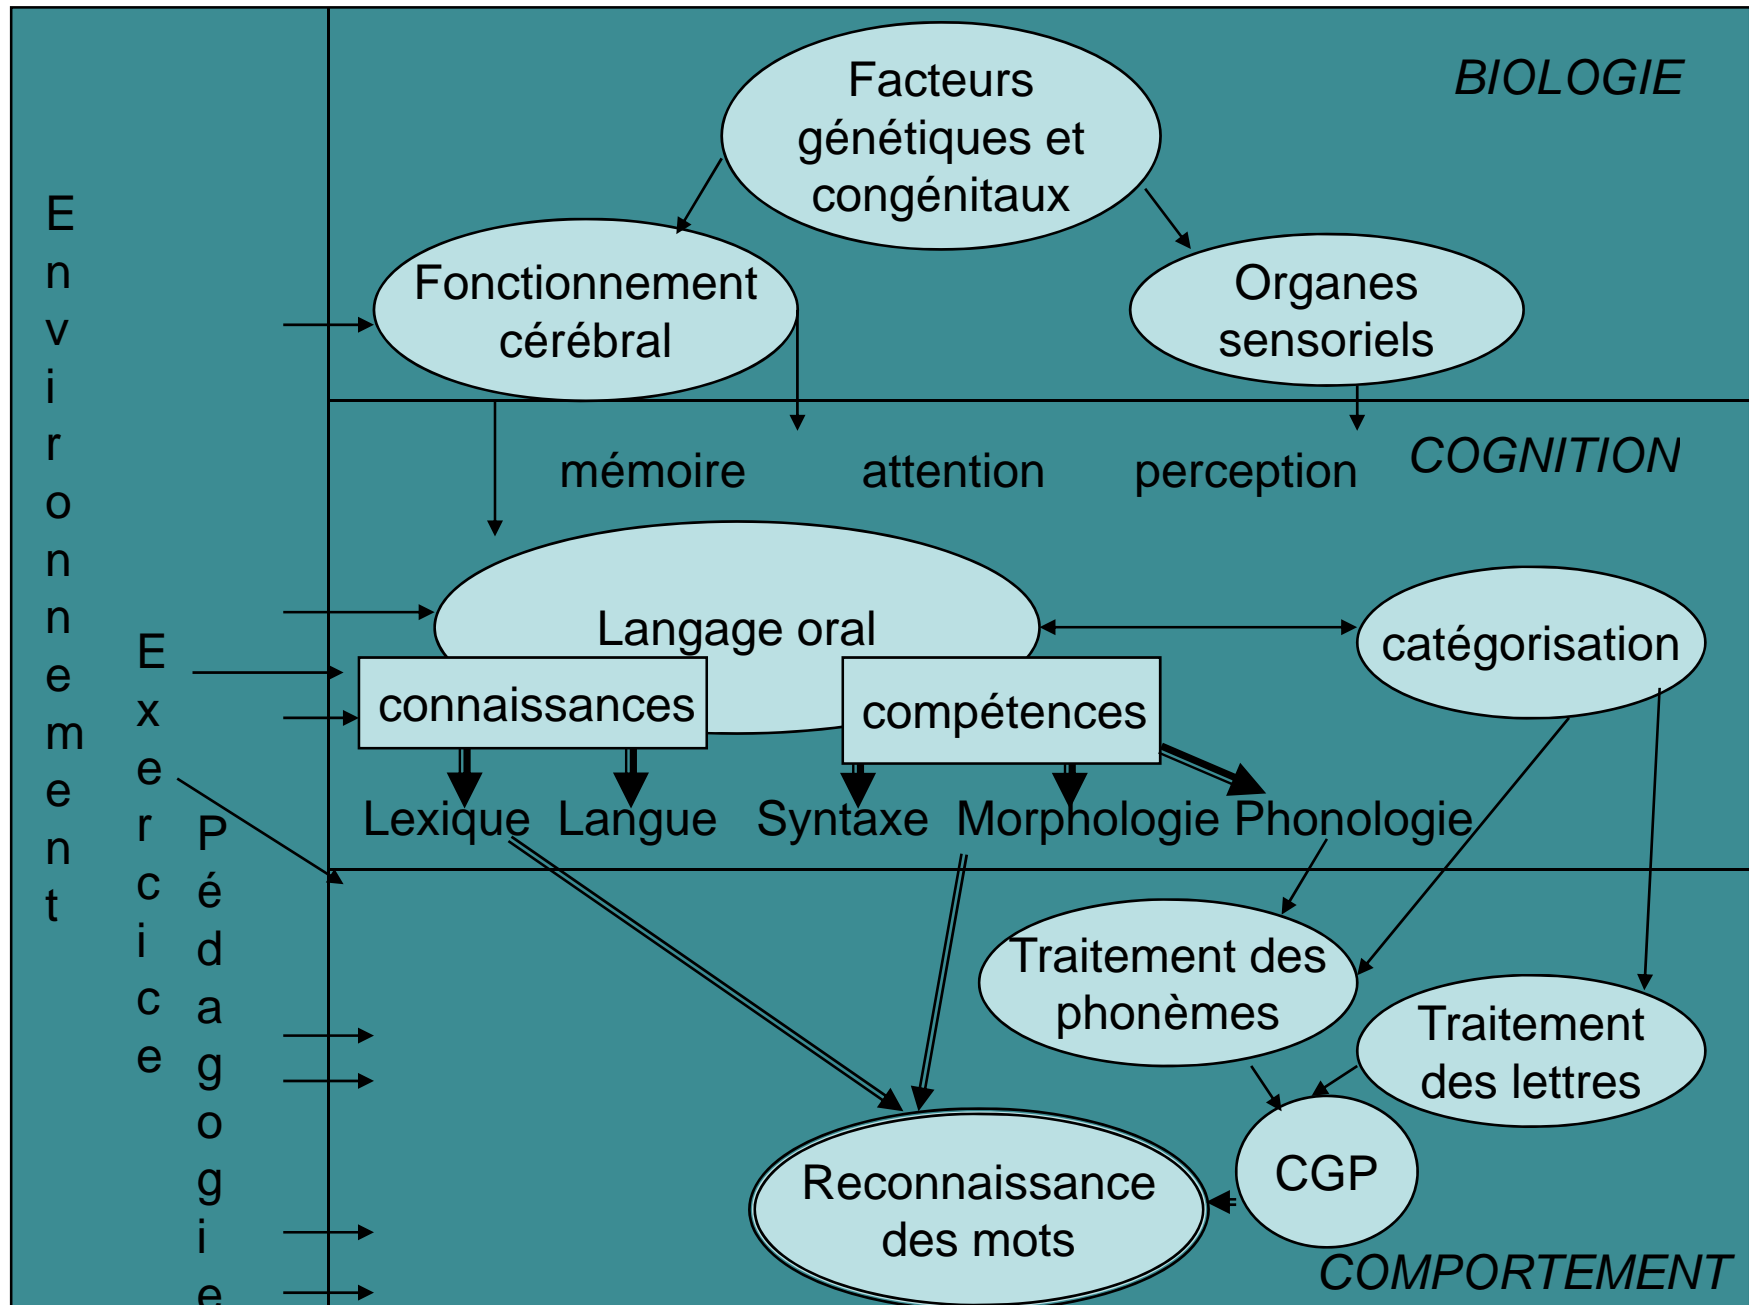 BIOLOGIE
Facteurs
génétiques et
congénitaux
Fonctionnement
cérébral
Organes
sensoriels
Environnement
Exercice
Pédagogie
COGNITION
mémoire attention perception
Langage oral
catégorisation
connaissances
compétences
Lexique Langue Syntaxe Morphologie Phonologie
Traitement des
phonèmes
Traitement
des lettres
CGP
Reconnaissance
des mots
COMPORTEMENT